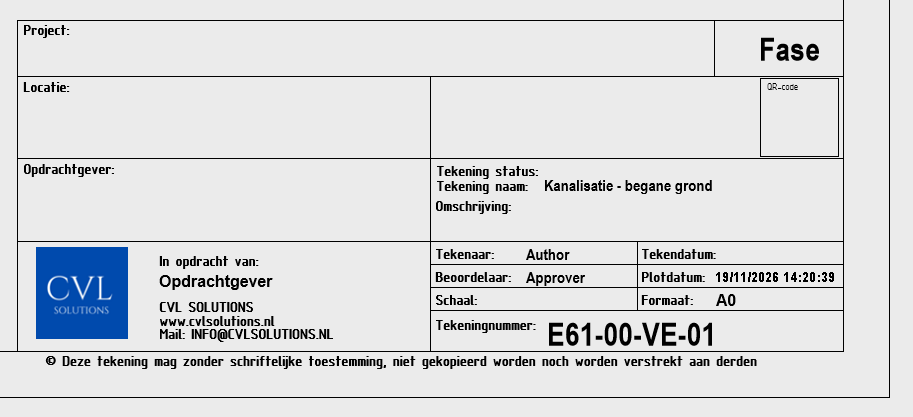 Project:
Fase
Locatie:
QR-code
Opdrachtgever:
Tekening status:
Tekening naam: Kanalisatie - begane grond
Omschrijving:
CVL
SOLUTIONS
In opdracht van:
Opdrachtgever
CVL SOLUTIONS
www.cvlsolutions.nl
Mail: INFO@CVLSOLUTIONS.NL
Tekenaar: Author
Tekendatum:
Beoordelaar: Approver
Plotdatum: 19/11/2026 14:20:39
Schaal:
Formaat: A0
Tekeningnummer: E61-00-VE-01
© Deze tekening mag zonder schriftelijke toestemming, niet gekopieerd worden noch worden verstrekt aan derden